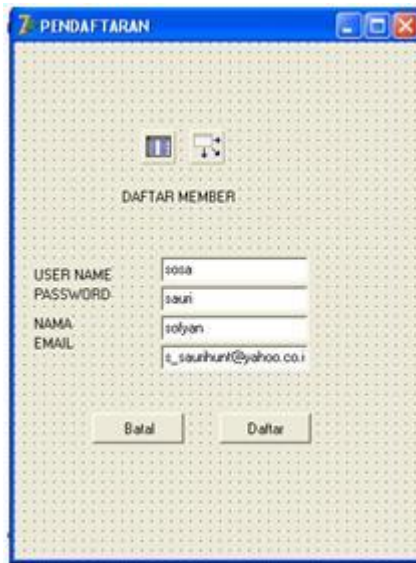 PENDAFTARAN
DAFTAR MEMBER
USER NAME
sosa
PASSWORD
sauri
NAMA
sofyan
EMAIL
s_saurihunt@yahoo.co.i
Batal
Daftar